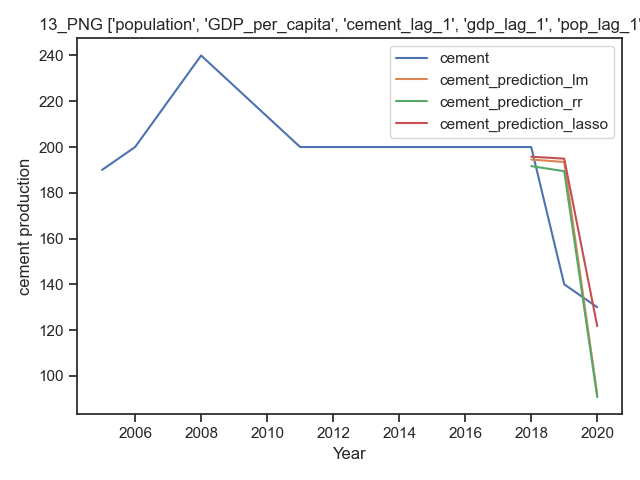 13_PNG ['population', 'GDP_per_capita', 'cement_lag_1', 'gdp_lag_1', 'pop_lag_1'
240
220
200
180
160
140
120
100
cement production
cement
cement_prediction_lm
cement_prediction_rr
cement_prediction_lasso
2006 2008 2010 2012 2014 2016 2018 2020
Year